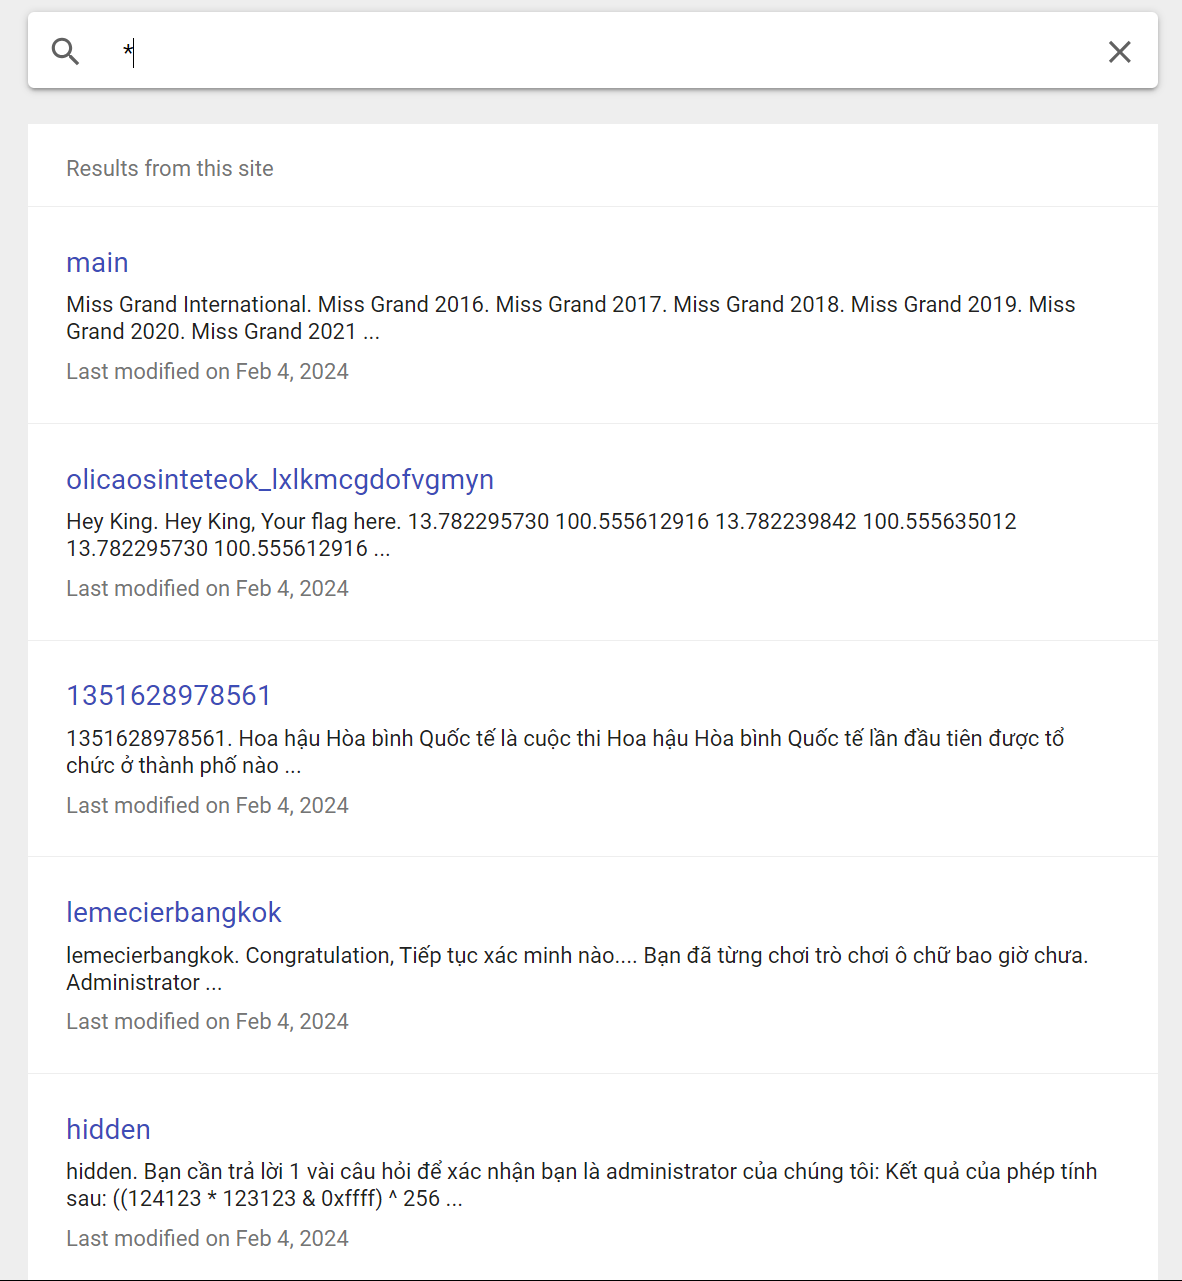 *
Results from this site
main
Miss Grand International. Miss Grand 2016. Miss Grand 2017. Miss Grand 2018. Miss Grand 2019. Miss
Grand 2020. Miss Grand 2021 ...
Last modified on Feb 4, 2024
olicaosinteteok_lxlkmcgdofvgmyn
Hey King. Hey King, Your flag here. 13.782295730 100.555612916 13.782239842 100.555635012
13.782295730 100.555612916 ...
Last modified on Feb 4, 2024
1351628978561
1351628978561. Hoa hậu Hòa bình Quốc tế là cuộc thi Hoa hậu Hòa bình Quốc tế lần đầu tiên được tổ
chức ở thành phố nào ...
Last modified on Feb 4, 2024
lemecierbangkok
lemecierbangkok. Congratulation, Tiếp tục xác minh nào.... Bạn đã từng chơi trò chơi ô chữ bao giờ chưa.
Administrator ...
Last modified on Feb 4, 2024
hidden
hidden. Bạn cần trả lời 1 vài câu hỏi để xác nhận bạn là administrator của chúng tôi: Kết quả của phép tính
sau: ((124123 * 123123 & 0xffff) ^ 256 ...
Last modified on Feb 4, 2024